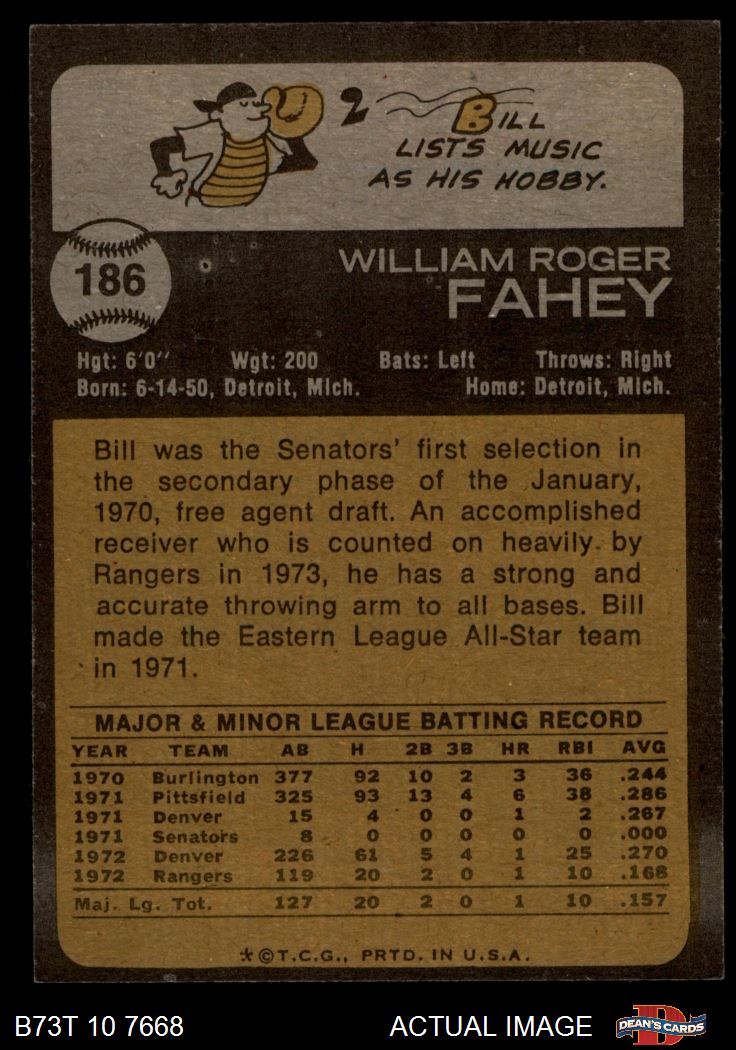 2 BILL
LISTS MUSIC
AS HIS HOBBY.
186
WILLIAM ROGER
FAHEY
Hgt: 6'0" Wgt: 200 Bats: Left Throws: Right
Born: 6-14-50, Detroit, Mich. Home: Detroit, Mich.
Bill was the Senators' first selection in
the secondary phase of the January,
1970, free agent draft. An accomplished
receiver who is counted on heavily by
Rangers in 1973, he has a strong and
accurate throwing arm to all bases. Bill
made the Eastern League All-Star team
in 1971.
MAJOR & MINOR LEAGUE BATTING RECORD
YEAR TEAM AB H 2B 3B HR RBI AVG
1970 Burlington 377 92 10 2 3 36 .244
1971 Pittsfield 325 93 13 4 6 38 .286
1971 Denver 15 4 0 0 1 2 .267
1971 Senators 8 0 0 0 0 0 .000
1972 Denver 226 61 5 4 1 25 .270
1972 Rangers 119 20 2 0 1 10 .168
Maj. Lg. Tot. 127 20 2 0 1 10 .157
*©T.C.G., PRTD. IN U.S.A.
B73T 10 7668 ACTUAL IMAGE DEAN'S CARDS